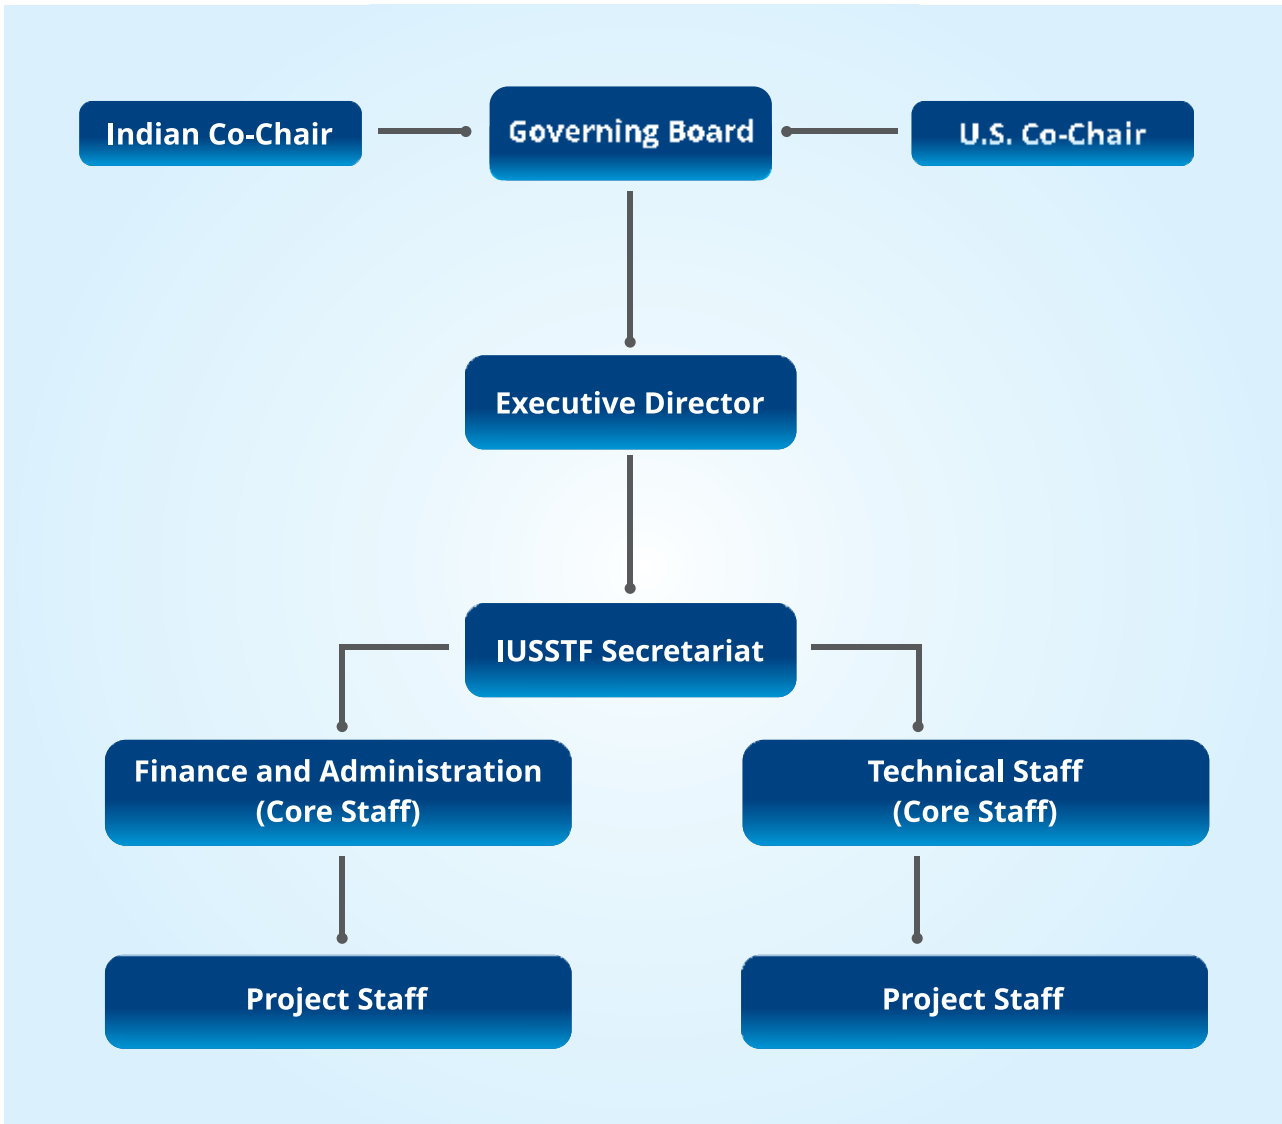 Indian Co-Chair
Governing Board
U.S. Co-Chair
Executive Director
IUSSTF Secretariat
Finance and Administration
(Core Staff)
Technical Staff
(Core Staff)
Project Staff
Project Staff